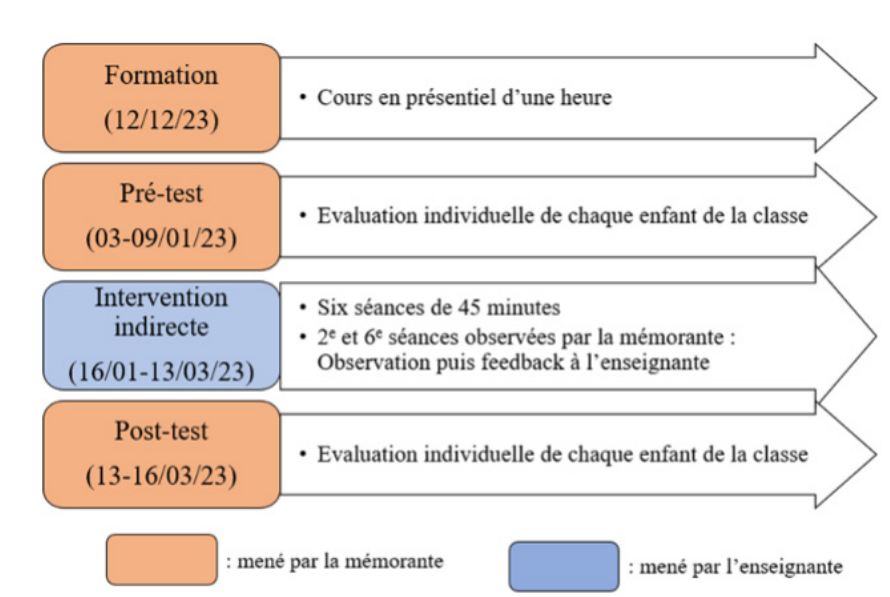 Formation
(12/12/23)
• Cours en présentiel d’une heure
Pré-test
(03-09/01/23)
• Evaluation individuelle de chaque enfant de la classe
Intervention
indirecte
(16/01-13/03/23)
• Six séances de 45 minutes
• 2e et 6e séances observées par la mémorante :
Observation puis feedback à l’enseignante
Post-test
(13-16/03/23)
• Evaluation individuelle de chaque enfant de la classe
: mené par la mémorante
: mené par l’enseignante